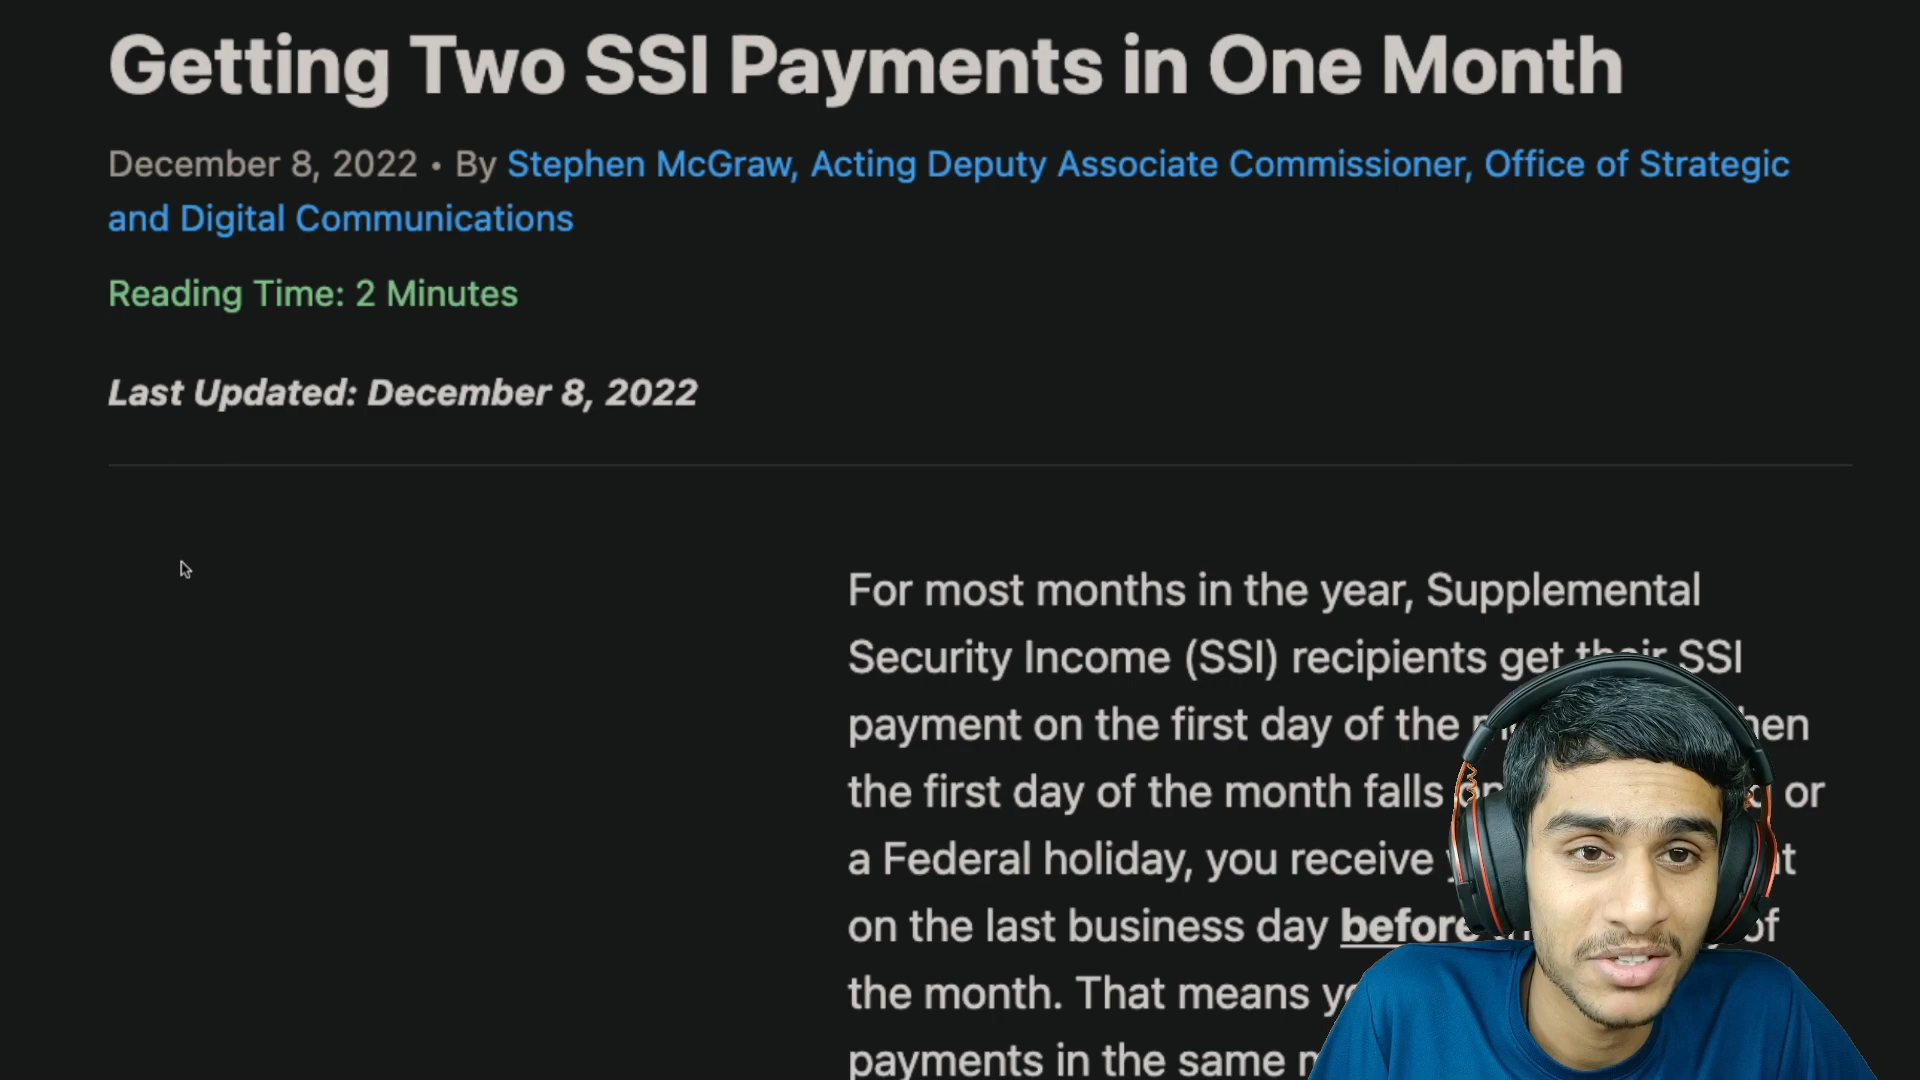 Getting Two SSI Payments in One Month
December 8, 2022 • By Stephen McGraw, Acting Deputy Associate Commissioner, Office of Strategic
and Digital Communications
Reading Time: 2 Minutes
Last Updated: December 8, 2022
For most months in the year, Supplemental
Security Income (SSI) recipients get their SSI
payment on the first day of the
the first day of the month falls or
a Federal holiday, you receive
on the last business day before of
the month. That means
payments in the same